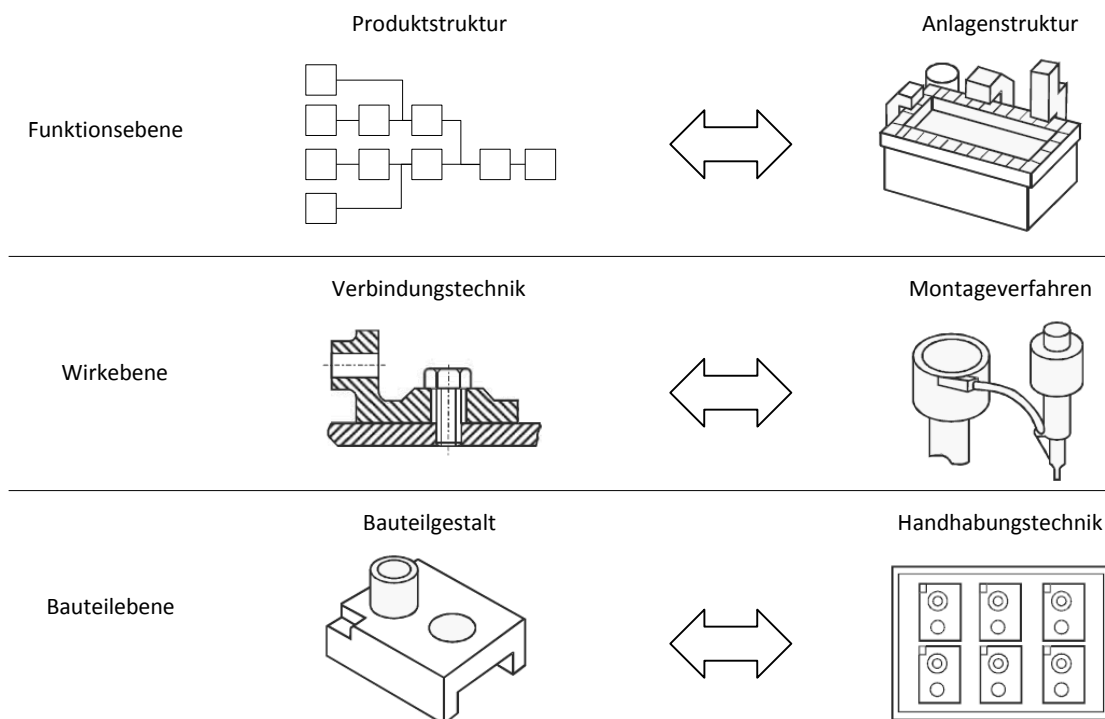 Produktstruktur
Anlagenstruktur
Funktionsebene
Verbindungstechnik
Montageverfahren
Wirkebene
Bauteilgestalt
Handhabungstechnik
Bauteilebene